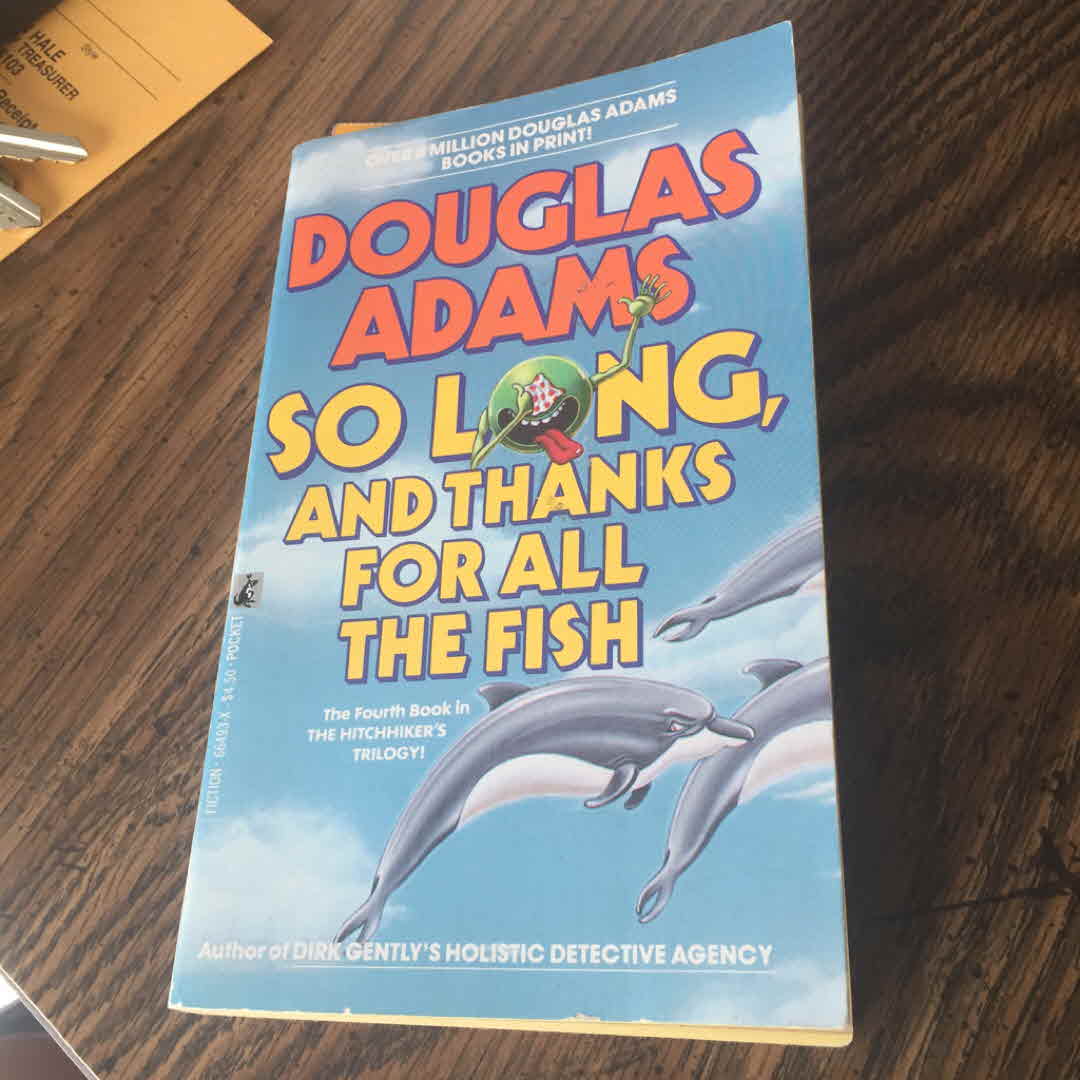 HALE
TREASURER
103
Receipt
Style
OVER MILLION DOUGLAS ADAMS
BOOKS IN PRINT!
DOUGLAS
ADAMS
SO LONG,
AND THANKS
FOR ALL
THE FISH
The Fourth Book in
THE HITCHHIKER'S
TRILOGY!
FICTION · 66493-X · $4.50 · POCKET
Author of DIRK GENTLY'S HOLISTIC DETECTIVE AGENCY